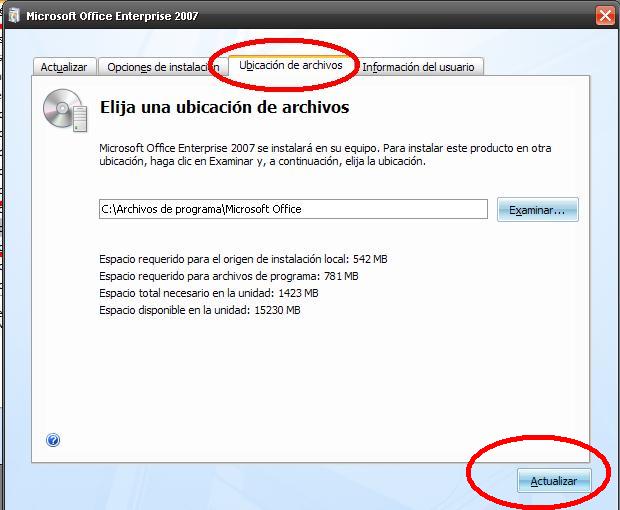 Microsoft Office Enterprise 2007
Actualizar
Opciones de instalación
Ubicación de archivos
Información del usuario
Elija una ubicación de archivos
Microsoft Office Enterprise 2007 se instalará en su equipo. Para instalar este producto en otra
ubicación, haga clic en Examinar y, a continuación, elija la ubicación.
C:\Archivos de programa\Microsoft Office
Examinar...
Espacio requerido para el origen de instalación local: 542 MB
Espacio requerido para archivos de programa: 781 MB
Espacio total necesario en la unidad: 1423 MB
Espacio disponible en la unidad: 15230 MB
Actualizar